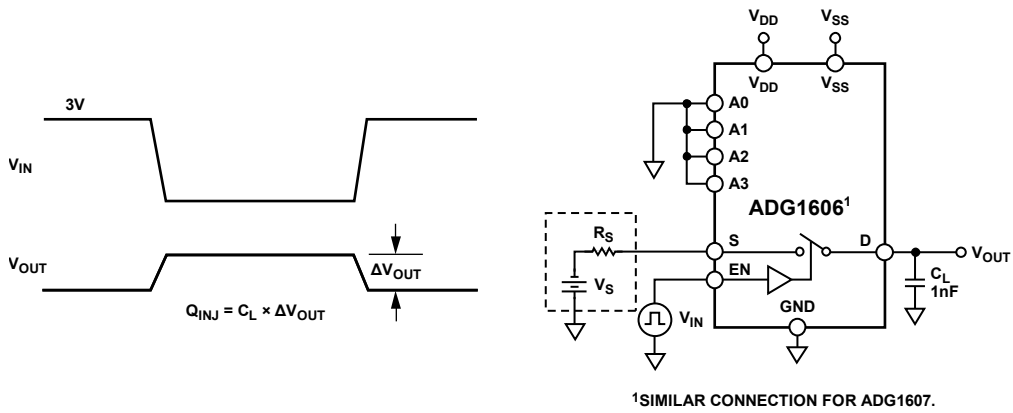 3V
V_IN
V_OUT
ΔV_OUT
Q_INJ = C_L × ΔV_OUT
V_DD
V_SS
V_DD
V_SS
A0
A1
A2
A3
ADG1606¹
R_S
S
D
V_OUT
V_S
EN
C_L
1nF
GND
V_IN
¹SIMILAR CONNECTION FOR ADG1607.